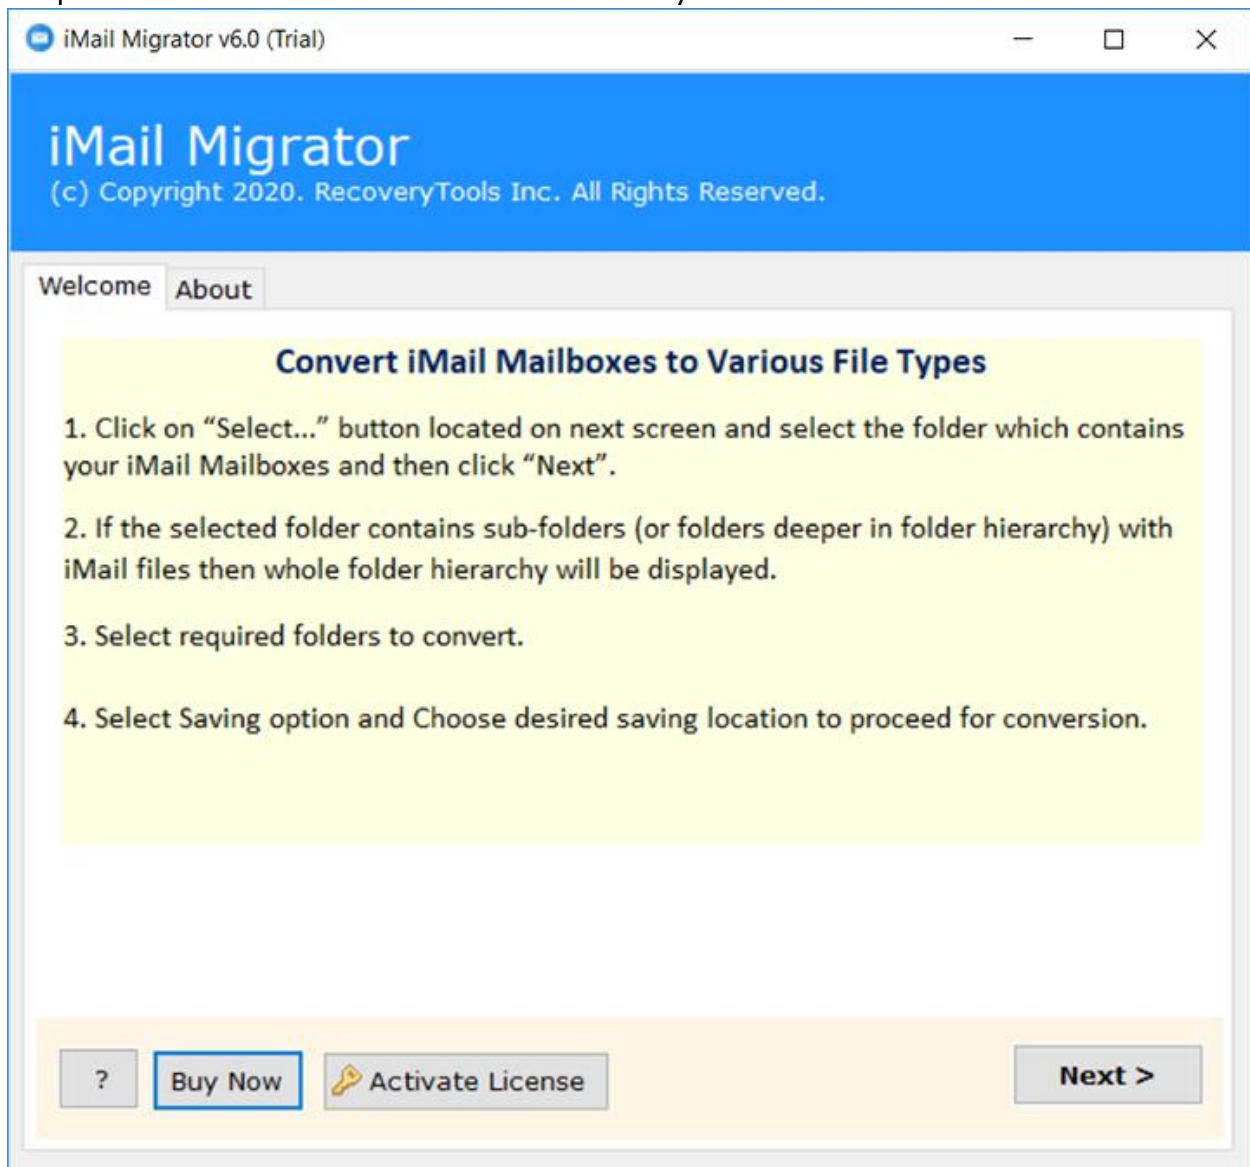 iMail Migrator v6.0 (Trial)
iMail Migrator
(c) Copyright 2020. RecoveryTools Inc. All Rights Reserved.
Welcome About
Convert iMail Mailboxes to Various File Types
1. Click on “Select...” button located on next screen and select the folder which contains
your iMail Mailboxes and then click “Next”.
2. If the selected folder contains sub-folders (or folders deeper in folder hierarchy) with
iMail files then whole folder hierarchy will be displayed.
3. Select required folders to convert.
4. Select Saving option and Choose desired saving location to proceed for conversion.
? Buy Now Activate License Next >